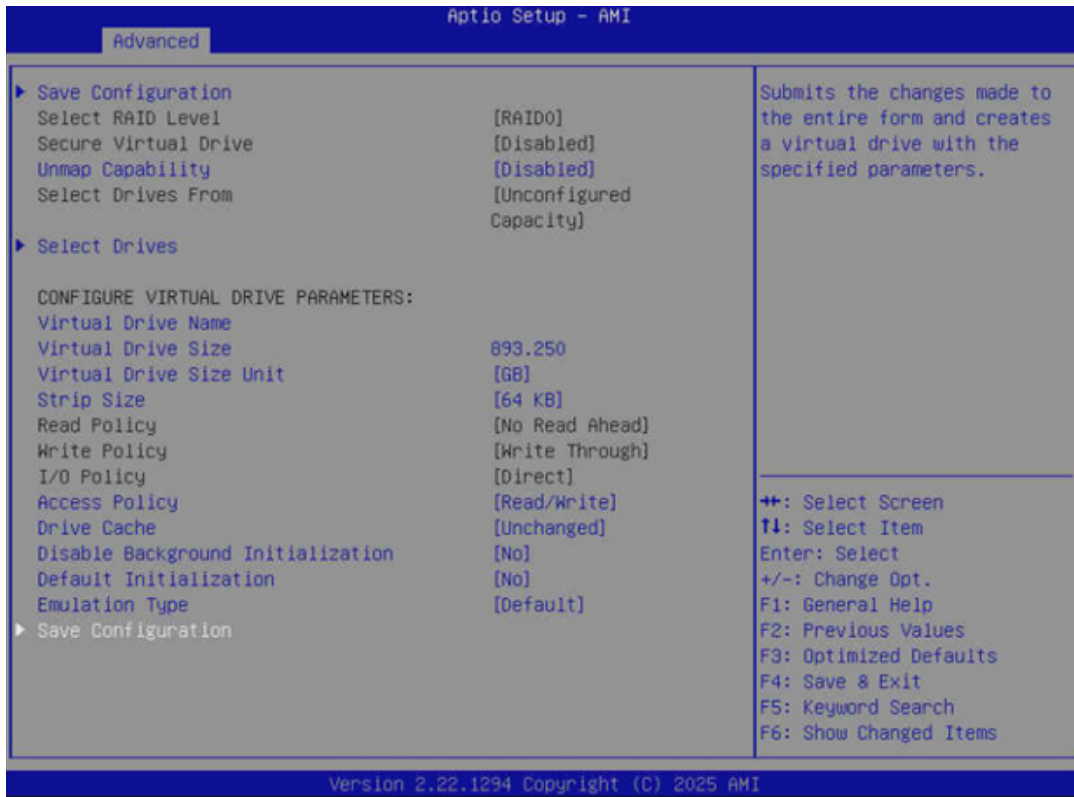 Aptio Setup - AMI
Advanced
Save Configuration
Select RAID Level [RAID0]
Secure Virtual Drive [Disabled]
Unmap Capability [Disabled]
Select Drives From [Unconfigured
Capacity]
Select Drives
CONFIGURE VIRTUAL DRIVE PARAMETERS:
Virtual Drive Name
Virtual Drive Size 893.250
Virtual Drive Size Unit [GB]
Strip Size [64 KB]
Read Policy [No Read Ahead]
Write Policy [Write Through]
I/O Policy [Direct]
Access Policy [Read/Write]
Drive Cache [Unchanged]
Disable Background Initialization [No]
Default Initialization [No]
Emulation Type [Default]
Save Configuration
Submits the changes made to
the entire form and creates
a virtual drive with the
specified parameters.
→←: Select Screen
↑↓: Select Item
Enter: Select
+/-: Change Opt.
F1: General Help
F2: Previous Values
F3: Optimized Defaults
F4: Save & Exit
F5: Keyword Search
F6: Show Changed Items
Version 2.22.1294 Copyright (C) 2025 AMI